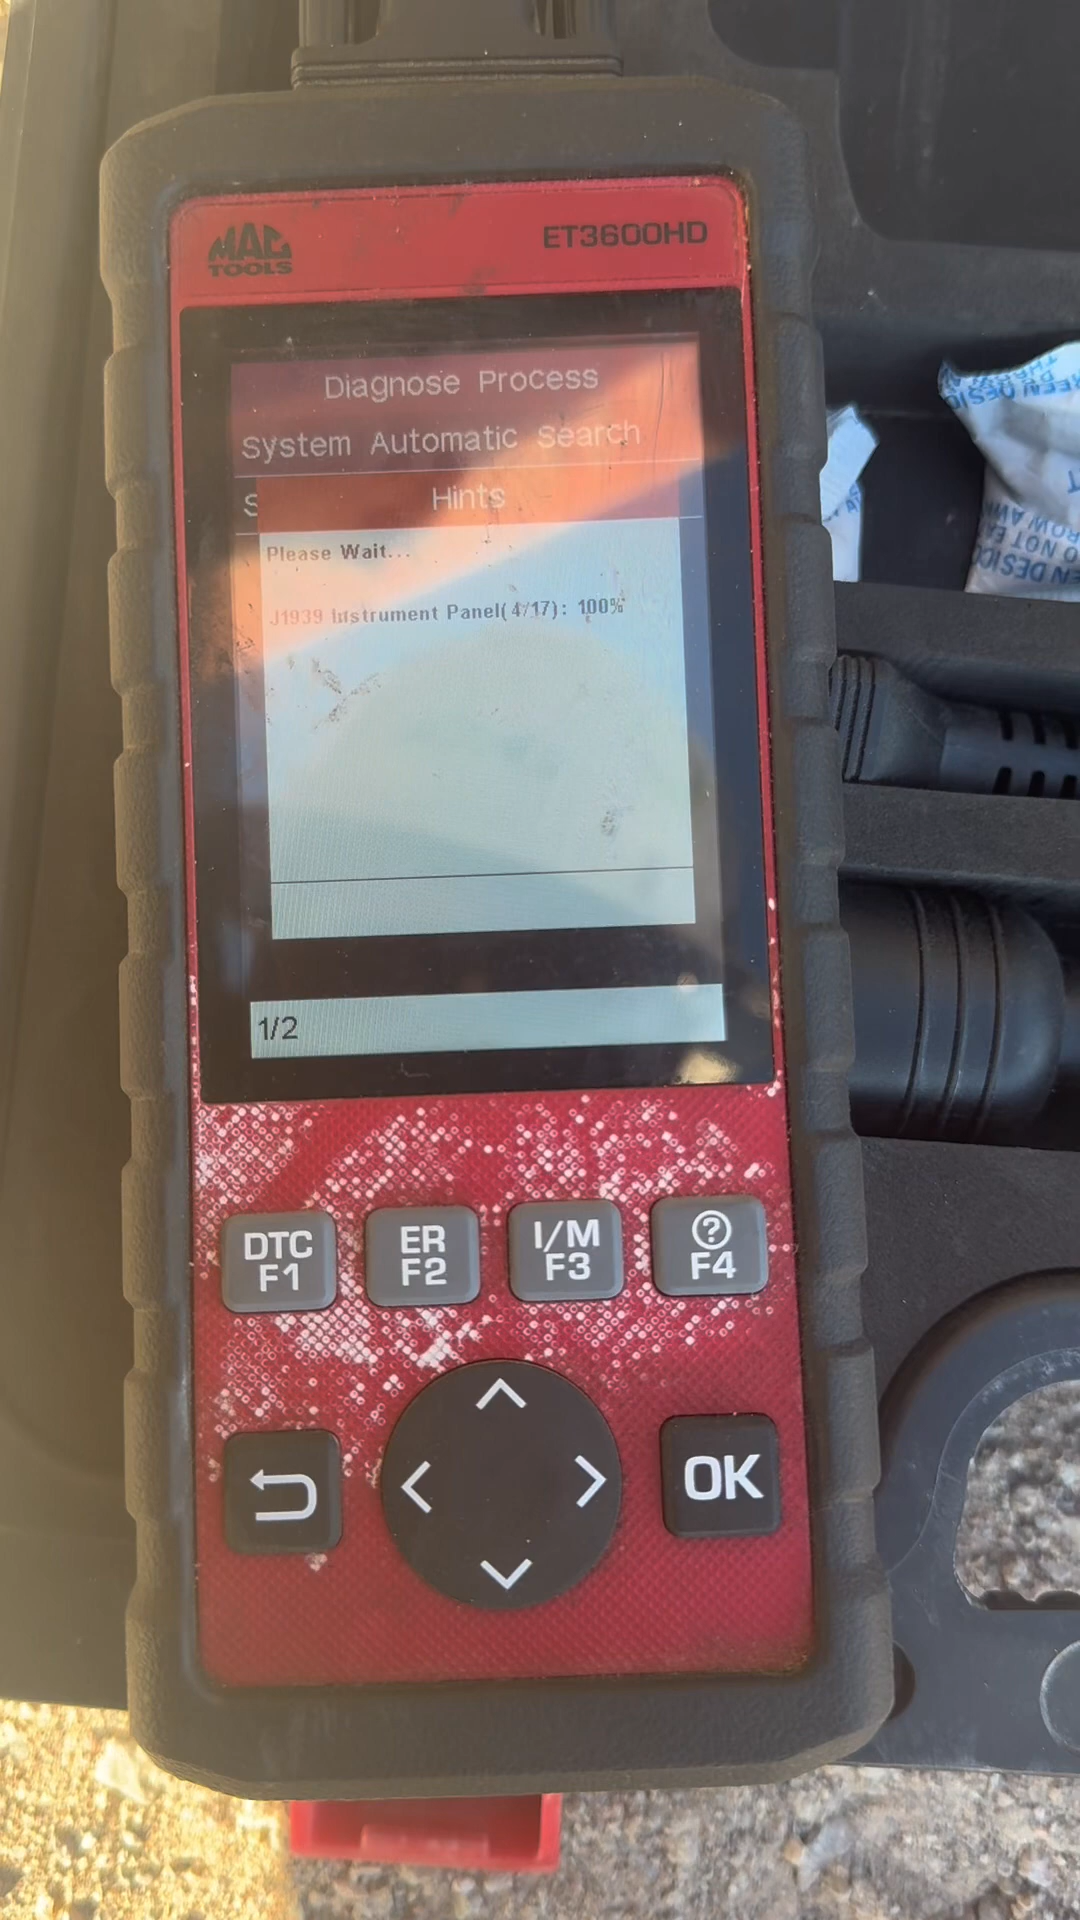 MAC
TOOLS
ET3600HD
Diagnose Process
System Automatic Search
S
Hints
Please Wait...
J1939 Instrument Panel(4/17): 100%
1/2
DTC
F1
ER
F2
I/M
F3
?
F4
OK